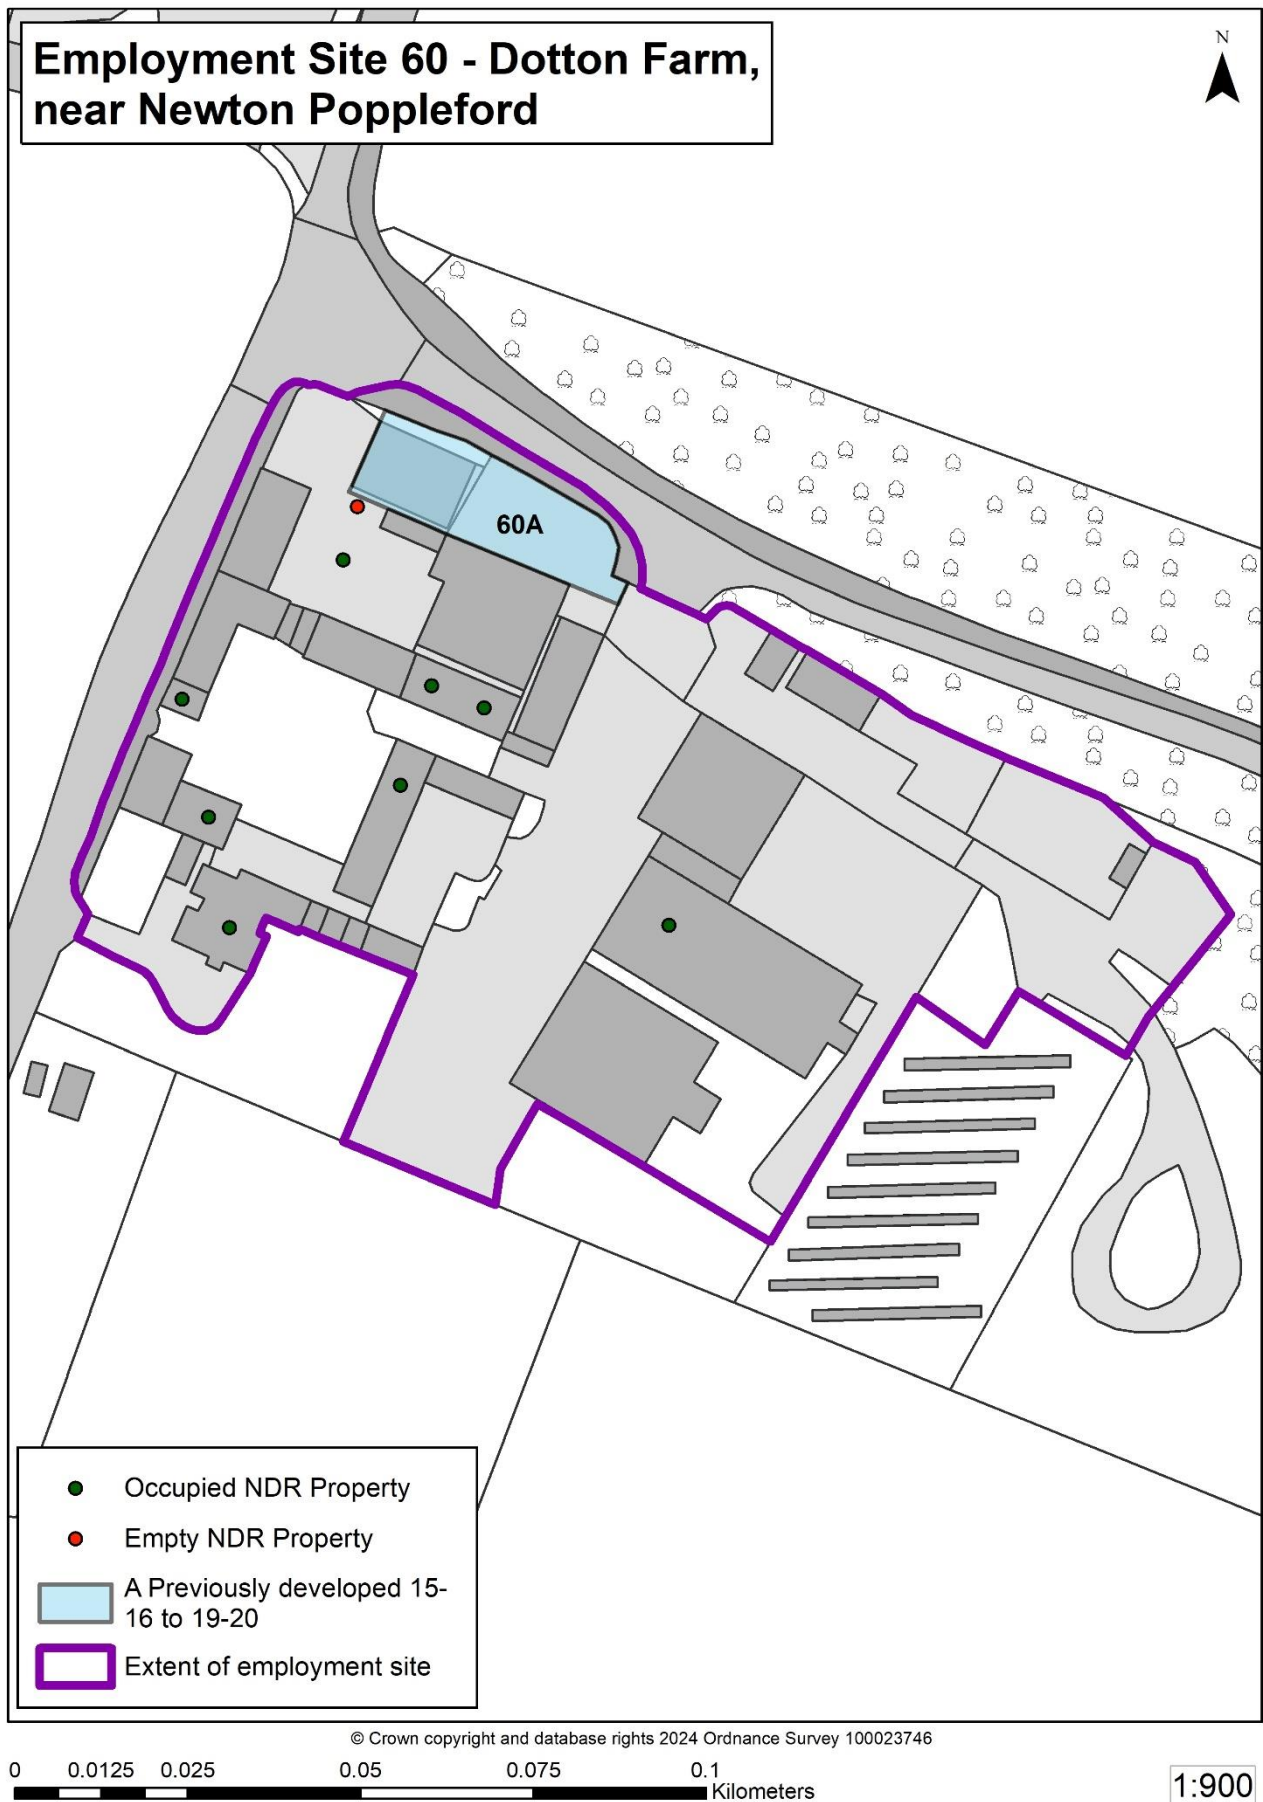 Employment Site 60 - Dotton Farm,
near Newton Poppleford
N
60A
Occupied NDR Property
Empty NDR Property
A Previously developed 15-
16 to 19-20
Extent of employment site
© Crown copyright and database rights 2024 Ordnance Survey 100023746
0 0.0125 0.025 0.05 0.075 0.1
Kilometers
1:900